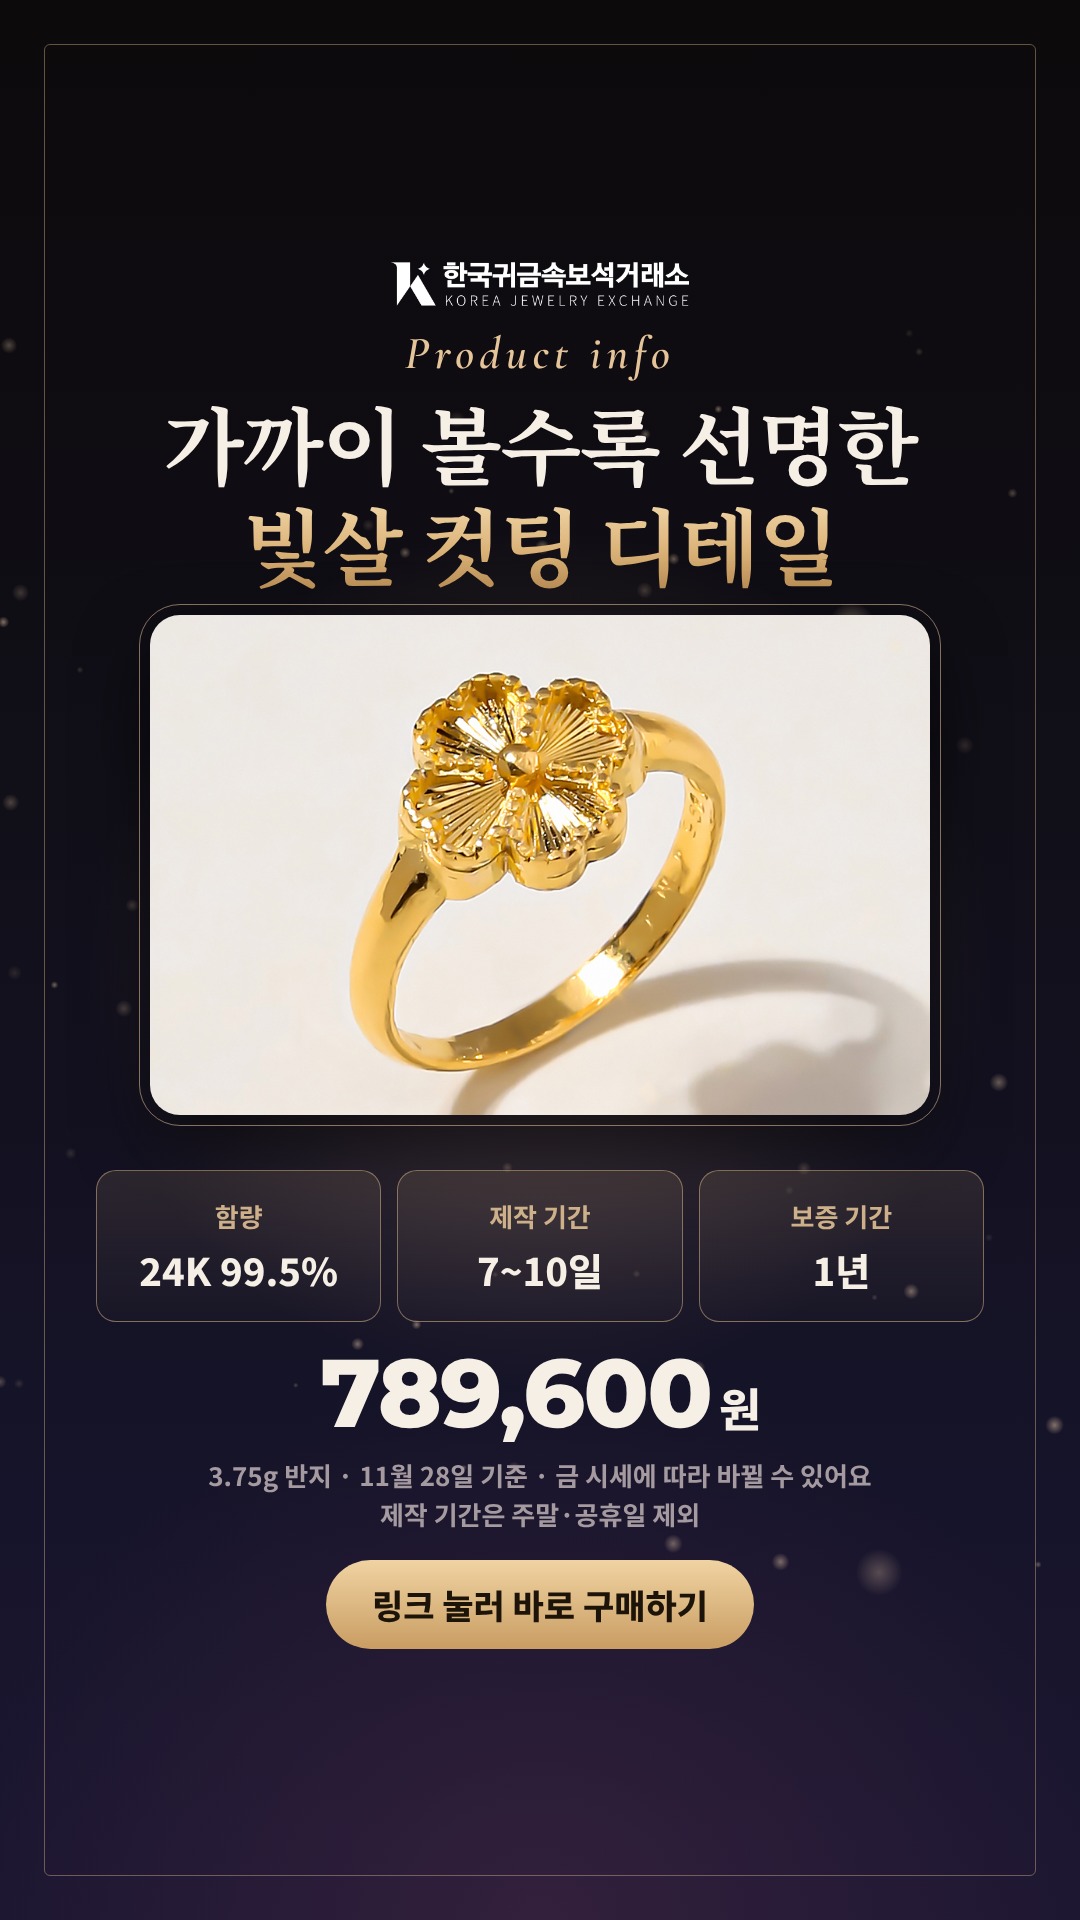 한국귀금속보석거래소
KOREA JEWELRY EXCHANGE
Product info
가까이 볼수록 선명한
빛살 컷팅 디테일
함량
24K 99.5%
제작 기간
7~10일
보증 기간
1년
789,600원
3.75g 반지 · 11월 28일 기준 · 금 시세에 따라 바뀔 수 있어요
제작 기간은 주말·공휴일 제외
링크 눌러 바로 구매하기